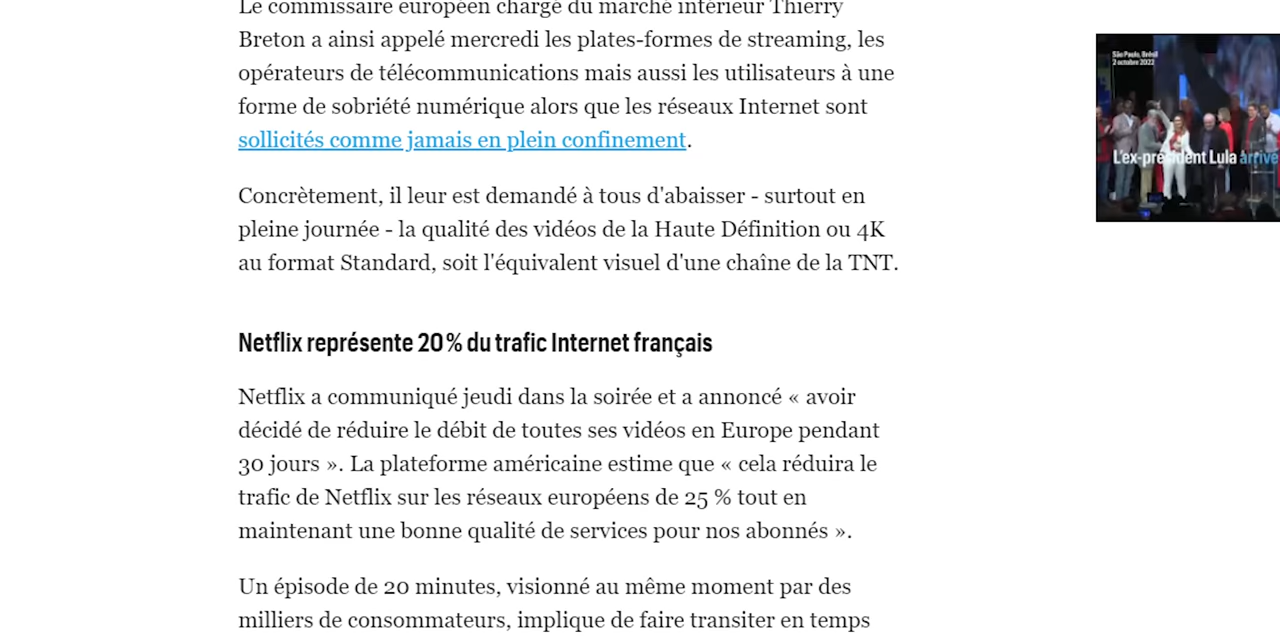 Le commissaire européen chargé du marché intérieur Thierry
Breton a ainsi appelé mercredi les plates-formes de streaming, les
opérateurs de télécommunications mais aussi les utilisateurs à une
forme de sobriété numérique alors que les réseaux Internet sont
sollicités comme jamais en plein confinement.
Concrètement, il leur est demandé à tous d'abaisser - surtout en
pleine journée - la qualité des vidéos de la Haute Définition ou 4K
au format Standard, soit l'équivalent visuel d'une chaîne de la TNT.
Netflix représente 20 % du trafic Internet français
Netflix a communiqué jeudi dans la soirée et a annoncé « avoir
décidé de réduire le débit de toutes ses vidéos en Europe pendant
30 jours ». La plateforme américaine estime que « cela réduira le
trafic de Netflix sur les réseaux européens de 25 % tout en
maintenant une bonne qualité de services pour nos abonnés ».
Un épisode de 20 minutes, visionné au même moment par des
milliers de consommateurs, implique de faire transiter en temps
São Paulo, Brésil
2 octobre 2022
L'ex-président Lula arrive